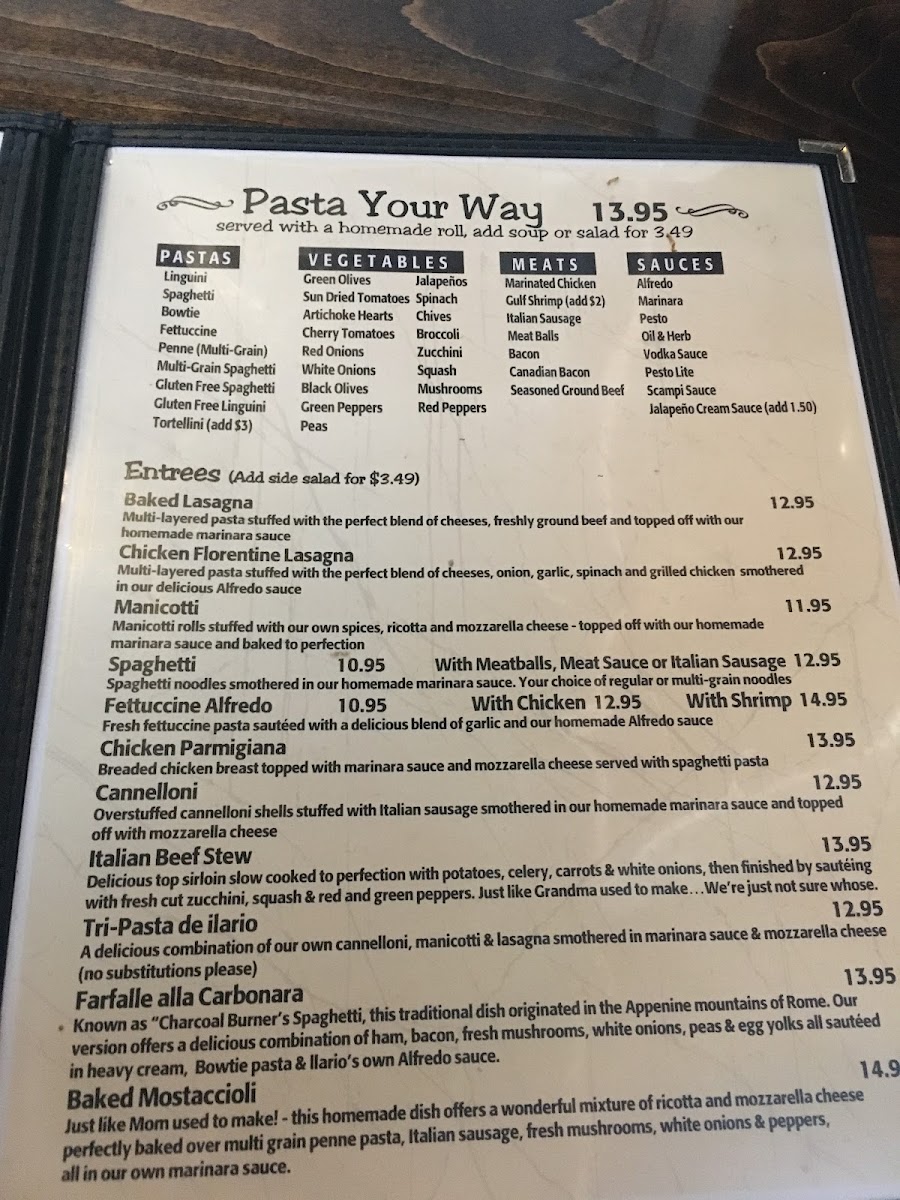 Pasta Your Way 13.95
served with a homemade roll, add soup or salad for 3.49
PASTAS
Linguini
Spaghetti
Bowtie
Fettuccine
Penne (Multi-Grain)
Multi-Grain Spaghetti
Gluten Free Spaghetti
Gluten Free Linguini
Tortellini (add $3)
VEGETABLES
Green Olives Jalapeños
Sun Dried Tomatoes Spinach
Artichoke Hearts Chives
Cherry Tomatoes Broccoli
Red Onions Zucchini
White Onions Squash
Black Olives Mushrooms
Green Peppers Red Peppers
Peas
MEATS
Marinated Chicken
Gulf Shrimp (add $2)
Italian Sausage
Meat Balls
Bacon
Canadian Bacon
Seasoned Ground Beef
SAUCES
Alfredo
Marinara
Pesto
Oil & Herb
Vodka Sauce
Pesto Lite
Scampi Sauce
Jalapeño Cream Sauce (add 1.50)
Entrees (Add side salad for $3.49)
Baked Lasagna 12.95
Multi-layered pasta stuffed with the perfect blend of cheeses, freshly ground beef and topped off with our
homemade marinara sauce
Chicken Florentine Lasagna 12.95
Multi-layered pasta stuffed with the perfect blend of cheeses, onion, garlic, spinach and grilled chicken smothered
in our delicious Alfredo sauce
Manicotti 11.95
Manicotti rolls stuffed with our own spices, ricotta and mozzarella cheese - topped off with our homemade
marinara sauce and baked to perfection
Spaghetti 10.95 With Meatballs, Meat Sauce or Italian Sausage 12.95
Spaghetti noodles smothered in our homemade marinara sauce. Your choice of regular or multi-grain noodles
Fettuccine Alfredo 10.95 With Chicken 12.95 With Shrimp 14.95
Fresh fettuccine pasta sautéed with a delicious blend of garlic and our homemade Alfredo sauce
Chicken Parmigiana 13.95
Breaded chicken breast topped with marinara sauce and mozzarella cheese served with spaghetti pasta
Cannelloni 12.95
Overstuffed cannelloni shells stuffed with Italian sausage smothered in our homemade marinara sauce and topped
off with mozzarella cheese
Italian Beef Stew 13.95
Delicious top sirloin slow cooked to perfection with potatoes, celery, carrots & white onions, then finished by sautéing
with fresh cut zucchini, squash & red and green peppers. Just like Grandma used to make...We're just not sure whose.
Tri-Pasta de ilario 12.95
A delicious combination of our own cannelloni, manicotti & lasagna smothered in marinara sauce & mozzarella cheese
(no substitutions please)
Farfalle alla Carbonara 13.95
Known as "Charcoal Burner's Spaghetti, this traditional dish originated in the Appenine mountains of Rome. Our
version offers a delicious combination of ham, bacon, fresh mushrooms, white onions, peas & egg yolks all sautéed
in heavy cream, Bowtie pasta & Ilario's own Alfredo sauce.
Baked Mostaccioli 14.9
Just like Mom used to make! - this homemade dish offers a wonderful mixture of ricotta and mozzarella cheese
perfectly baked over multi grain penne pasta, Italian sausage, fresh mushrooms, white onions & peppers,
all in our own marinara sauce.